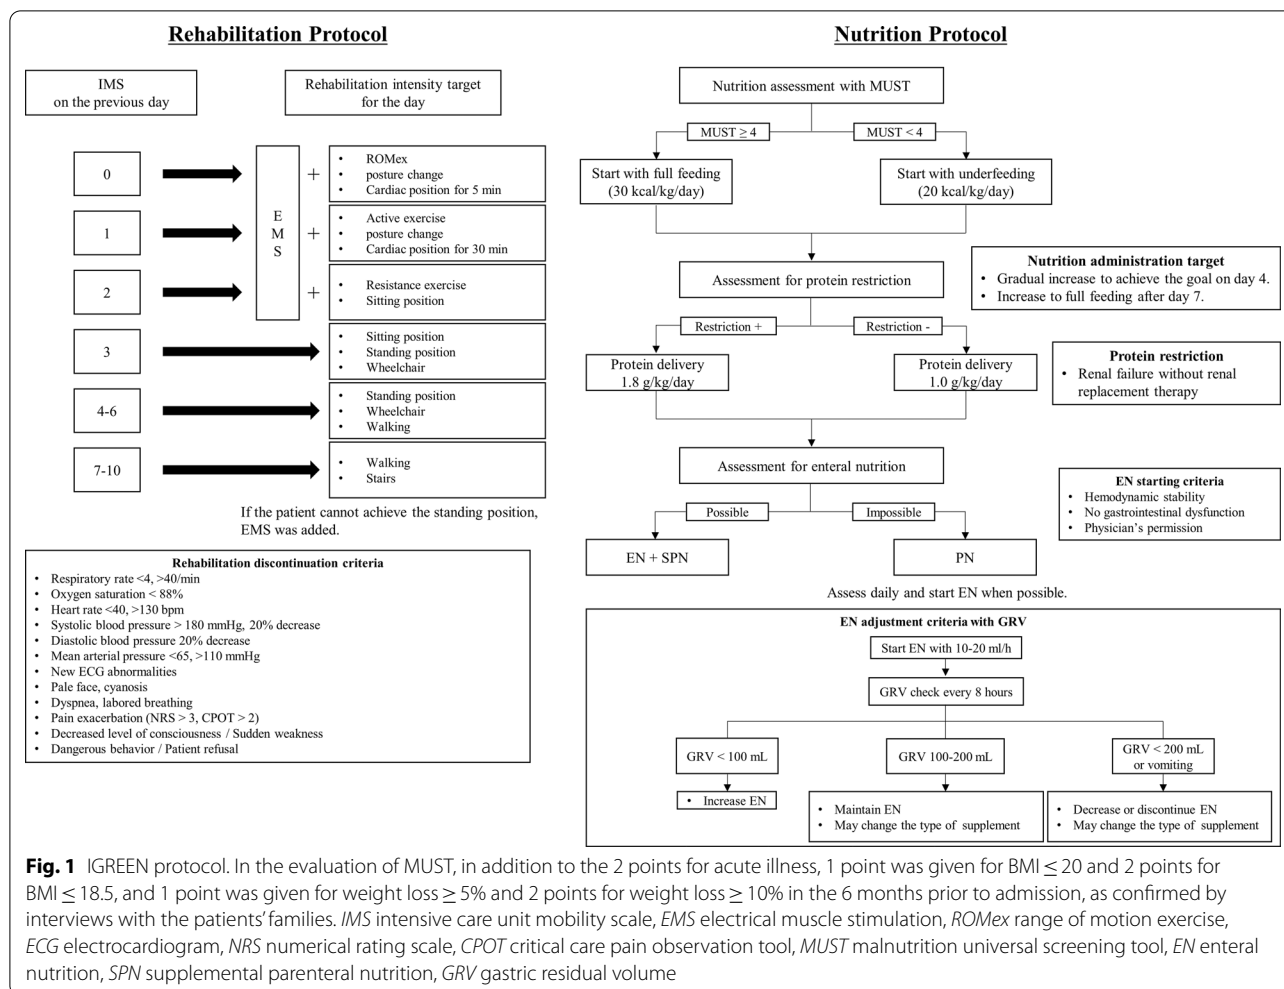 Rehabilitation Protocol
IMS
on the previous day
Rehabilitation intensity target
for the day
0
E
M
S
+
• ROMex
• posture change
• Cardiac position for 5 min
1
+
• Active exercise
• posture change
• Cardiac position for 30 min
2
+
• Resistance exercise
• Sitting position
3
• Sitting position
• Standing position
• Wheelchair
4-6
• Standing position
• Wheelchair
• Walking
7-10
• Walking
• Stairs
If the patient cannot achieve the standing position,
EMS was added.
Rehabilitation discontinuation criteria
• Respiratory rate <4, >40/min
• Oxygen saturation < 88%
• Heart rate <40, >130 bpm
• Systolic blood pressure > 180 mmHg, 20% decrease
• Diastolic blood pressure 20% decrease
• Mean arterial pressure <65, >110 mmHg
• New ECG abnormalities
• Pale face, cyanosis
• Dyspnea, labored breathing
• Pain exacerbation (NRS > 3, CPOT > 2)
• Decreased level of consciousness / Sudden weakness
• Dangerous behavior / Patient refusal
Nutrition Protocol
Nutrition assessment with MUST
MUST ≥ 4
MUST < 4
Start with full feeding
(30 kcal/kg/day)
Start with underfeeding
(20 kcal/kg/day)
Nutrition administration target
• Gradual increase to achieve the goal on day 4.
• Increase to full feeding after day 7.
Assessment for protein restriction
Restriction +
Restriction -
Protein delivery
1.8 g/kg/day
Protein delivery
1.0 g/kg/day
Protein restriction
• Renal failure without renal
replacement therapy
Assessment for enteral nutrition
Possible
Impossible
EN + SPN
PN
EN starting criteria
• Hemodynamic stability
• No gastrointestinal dysfunction
• Physician's permission
Assess daily and start EN when possible.
EN adjustment criteria with GRV
Start EN with 10-20 ml/h
GRV check every 8 hours
GRV < 100 mL
GRV 100-200 mL
GRV < 200 mL
or vomiting
• Increase EN
• Maintain EN
• May change the type of supplement
• Decrease or discontinue EN
• May change the type of supplement
Fig. 1 IGREEN protocol. In the evaluation of MUST, in addition to the 2 points for acute illness, 1 point was given for BMI ≤ 20 and 2 points for
BMI ≤ 18.5, and 1 point was given for weight loss ≥ 5% and 2 points for weight loss ≥ 10% in the 6 months prior to admission, as confirmed by
interviews with the patients' families. IMS intensive care unit mobility scale, EMS electrical muscle stimulation, ROMex range of motion exercise,
ECG electrocardiogram, NRS numerical rating scale, CPOT critical care pain observation tool, MUST malnutrition universal screening tool, EN enteral
nutrition, SPN supplemental parenteral nutrition, GRV gastric residual volume